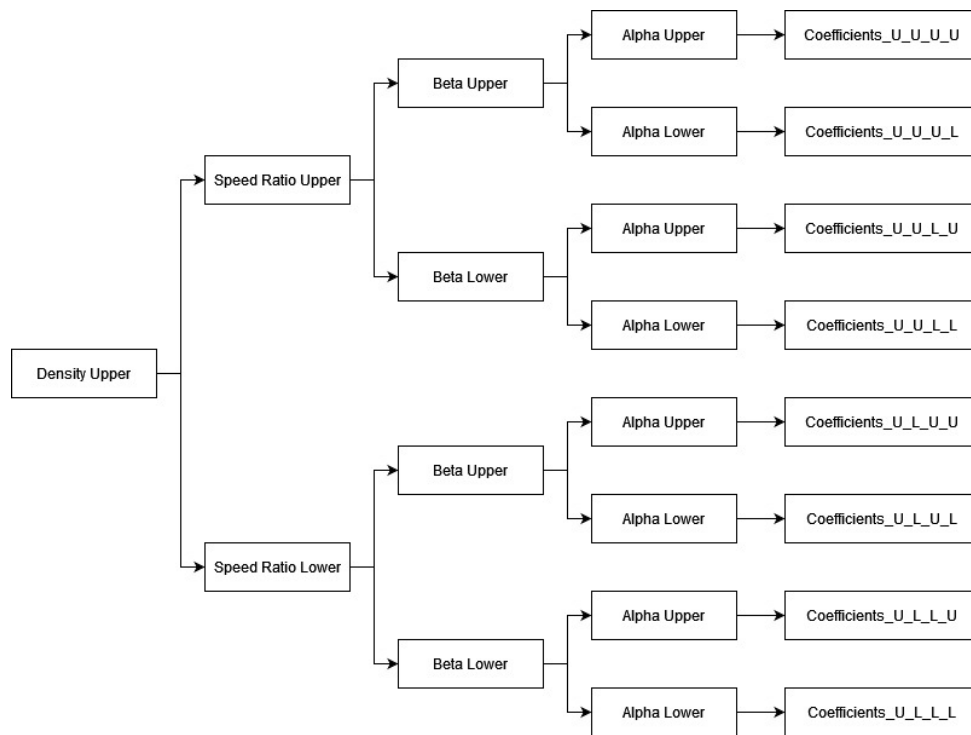 Alpha Upper
Coefficients_U_U_U_U
Beta Upper
Alpha Lower
Coefficients_U_U_U_L
Speed Ratio Upper
Alpha Upper
Coefficients_U_U_L_U
Beta Lower
Alpha Lower
Coefficients_U_U_L_L
Density Upper
Alpha Upper
Coefficients_U_L_U_U
Beta Upper
Alpha Lower
Coefficients_U_L_U_L
Speed Ratio Lower
Alpha Upper
Coefficients_U_L_L_U
Beta Lower
Alpha Lower
Coefficients_U_L_L_L